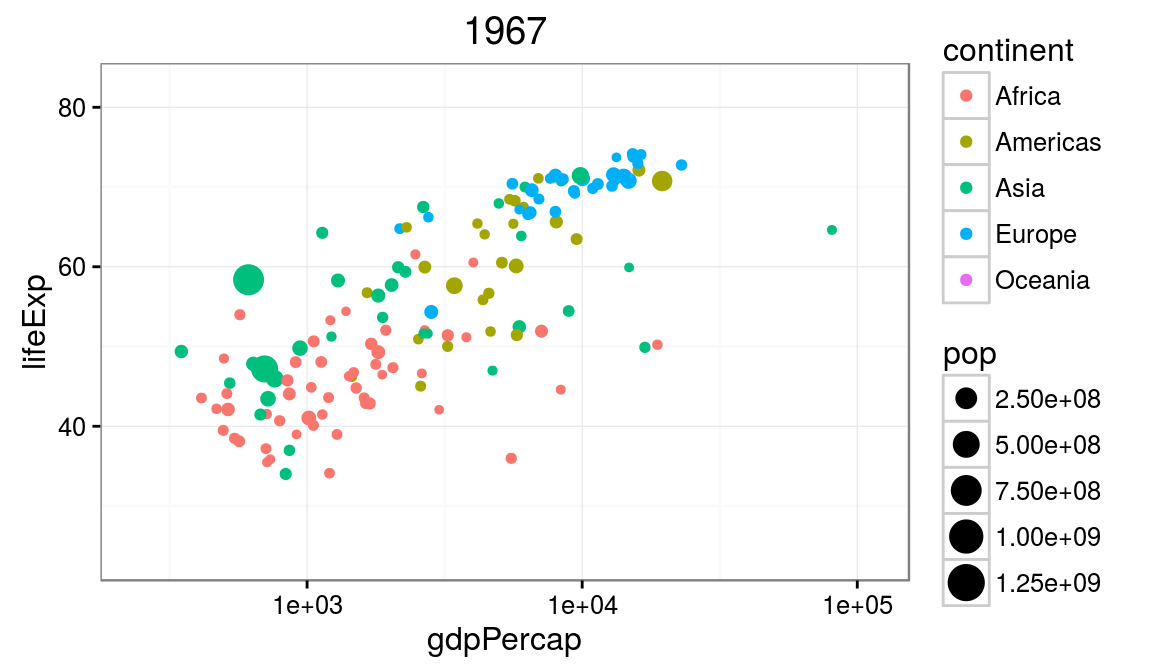 1967
lifeExp
80
60
40
1e+03
1e+04
1e+05
gdpPercap
continent
Africa
Americas
Asia
Europe
Oceania
pop
2.50e+08
5.00e+08
7.50e+08
1.00e+09
1.25e+09